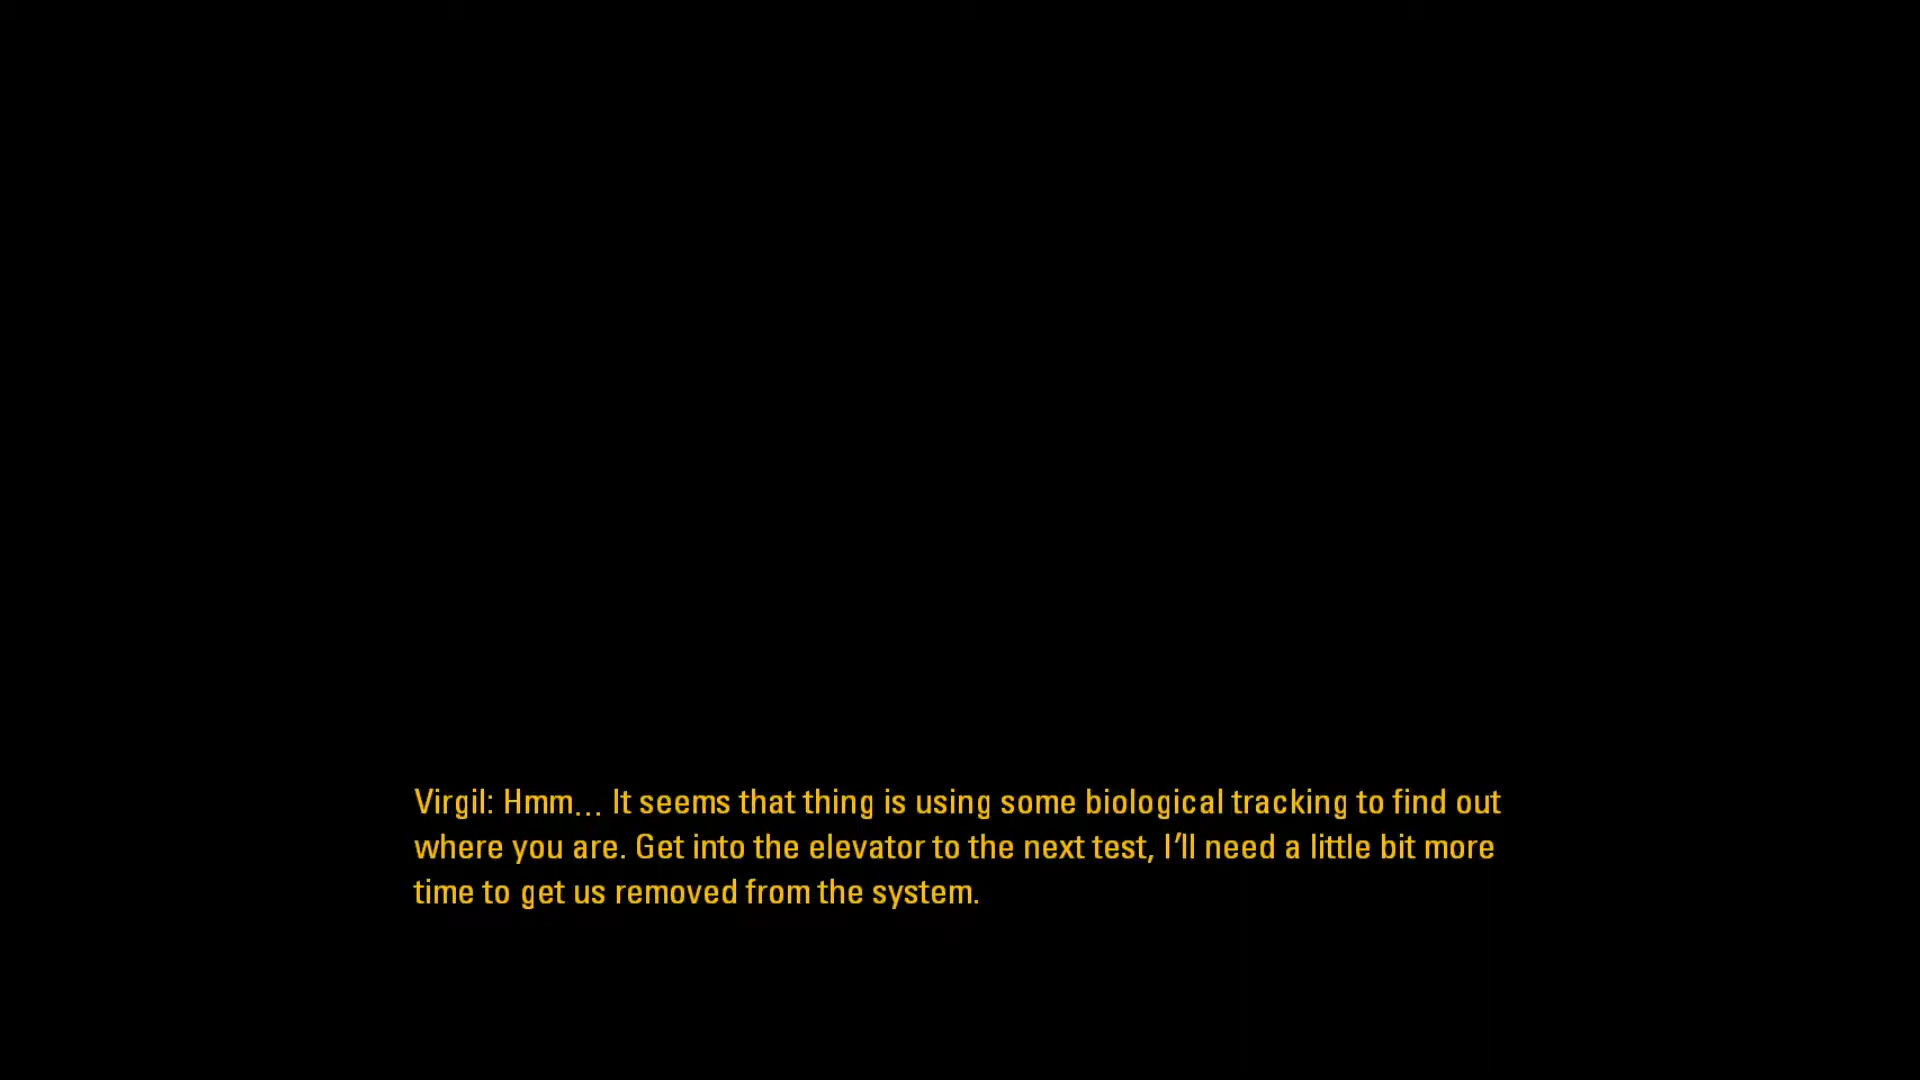 Virgil: Hmm... It seems that thing is using some biological tracking to find out
where you are. Get into the elevator to the next test, I'll need a little bit more
time to get us removed from the system.